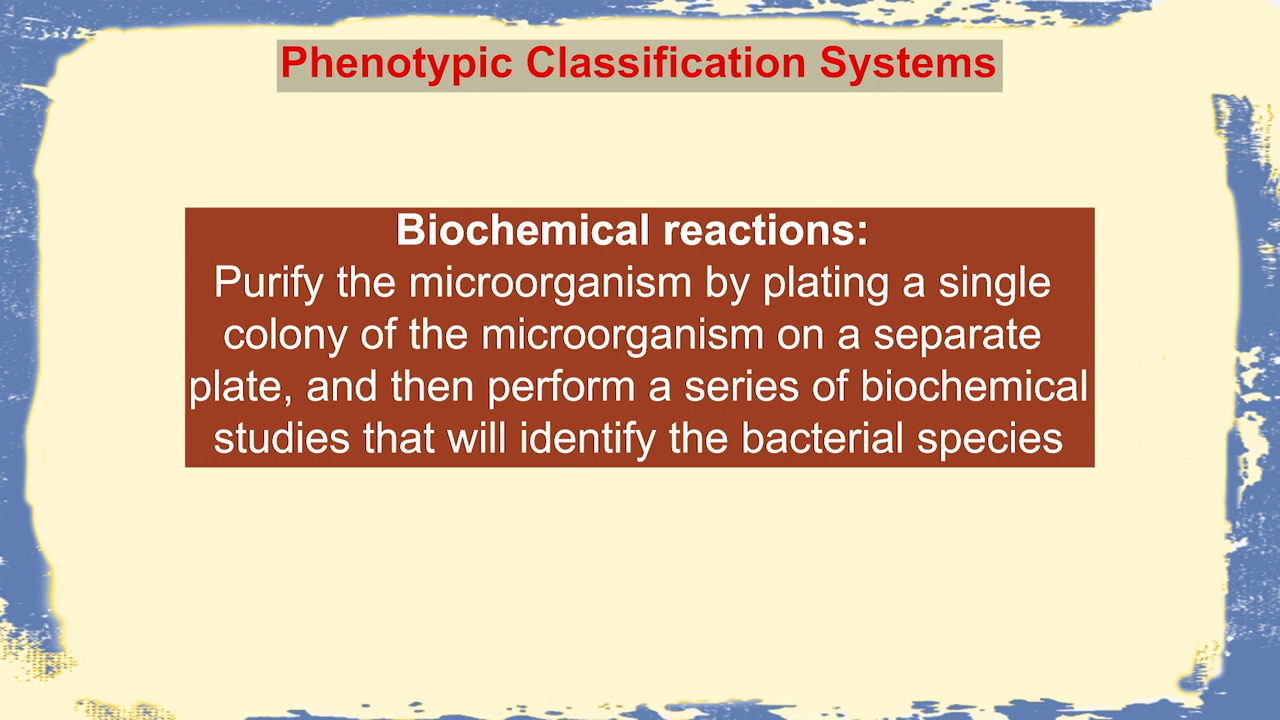 Phenotypic Classification Systems
Biochemical reactions:
Purify the microorganism by plating a single
colony of the microorganism on a separate
plate, and then perform a series of biochemical
studies that will identify the bacterial species